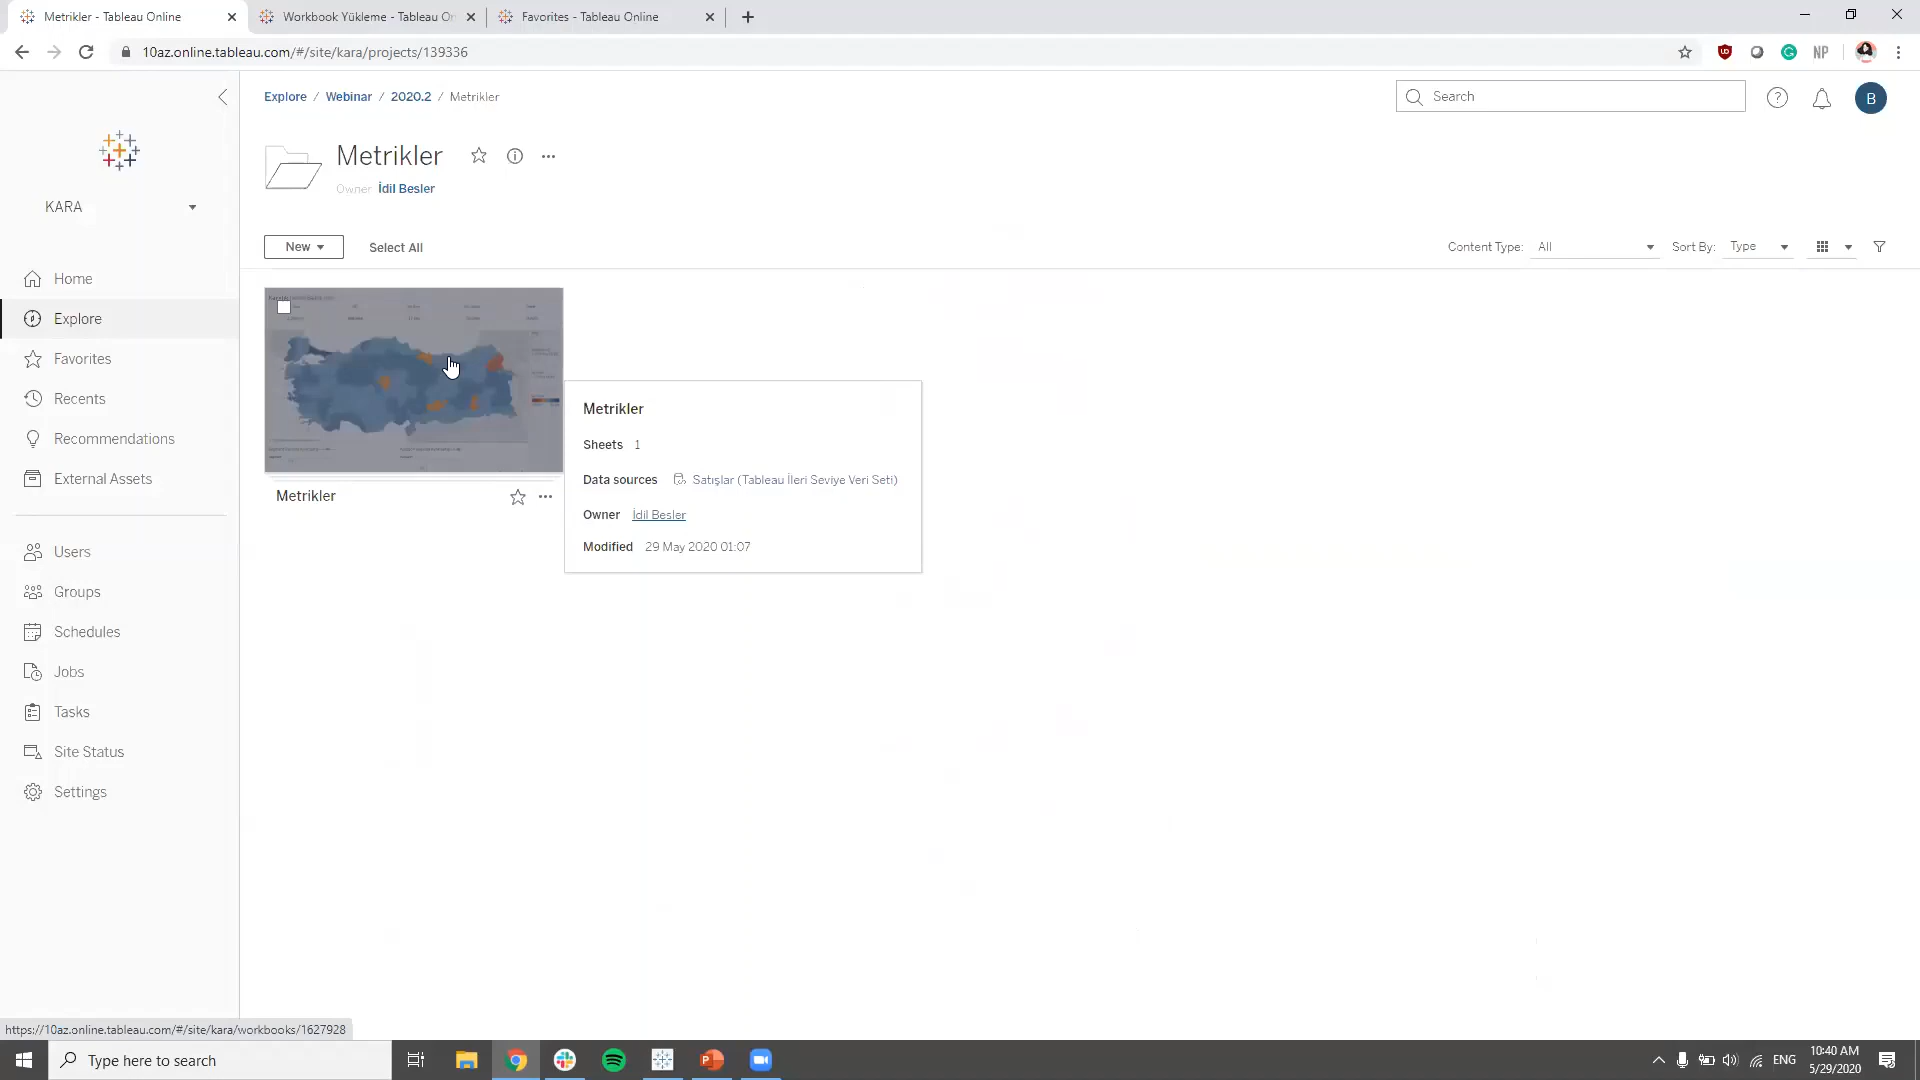 Metrikler - Tableau Online
Workbook Yükleme - Tableau On
Favorites - Tableau Online
10az.online.tableau.com/#/site/kara/projects/139336
NP
Explore / Webinar / 2020.2 / Metrikler
Search
B
Metrikler
Owner İdil Besler
KARA
New
Select All
Content Type: All
Sort By: Type
Home
Explore
Favorites
Recents
Recommendations
External Assets
Users
Groups
Schedules
Jobs
Tasks
Site Status
Settings
Metrikler
Metrikler
Sheets 1
Data sources Satışlar (Tableau İleri Seviye Veri Seti)
Owner İdil Besler
Modified 29 May 2020 01:07
https://10az.online.tableau.com/#/site/kara/workbooks/1627928
Type here to search
ENG
10:40 AM
5/29/2020